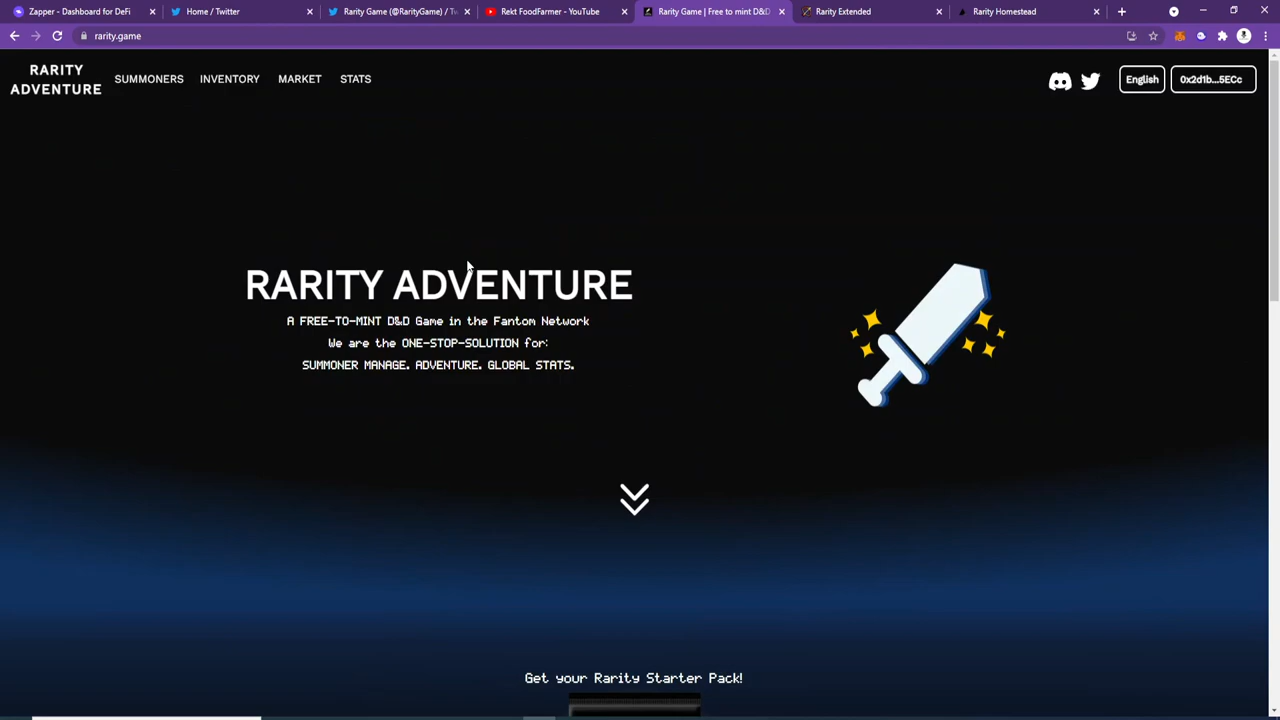 Zapper - Dashboard for DeFi
Home / Twitter
Rarity Game (@RarityGame) / Tw
Rekt FoodFarmer - YouTube
Rarity Game | Free to mint D&D
Rarity Extended
Rarity Homestead
rarity.game
RARITY
ADVENTURE
SUMMONERS
INVENTORY
MARKET
STATS
English
0x2d1b...5ECc
RARITY ADVENTURE
A FREE-TO-MINT D&D Game in the Fantom Network
We are the ONE-STOP-SOLUTION for:
SUMMONER MANAGE. ADVENTURE. GLOBAL STATS.
Get your Rarity Starter Pack!